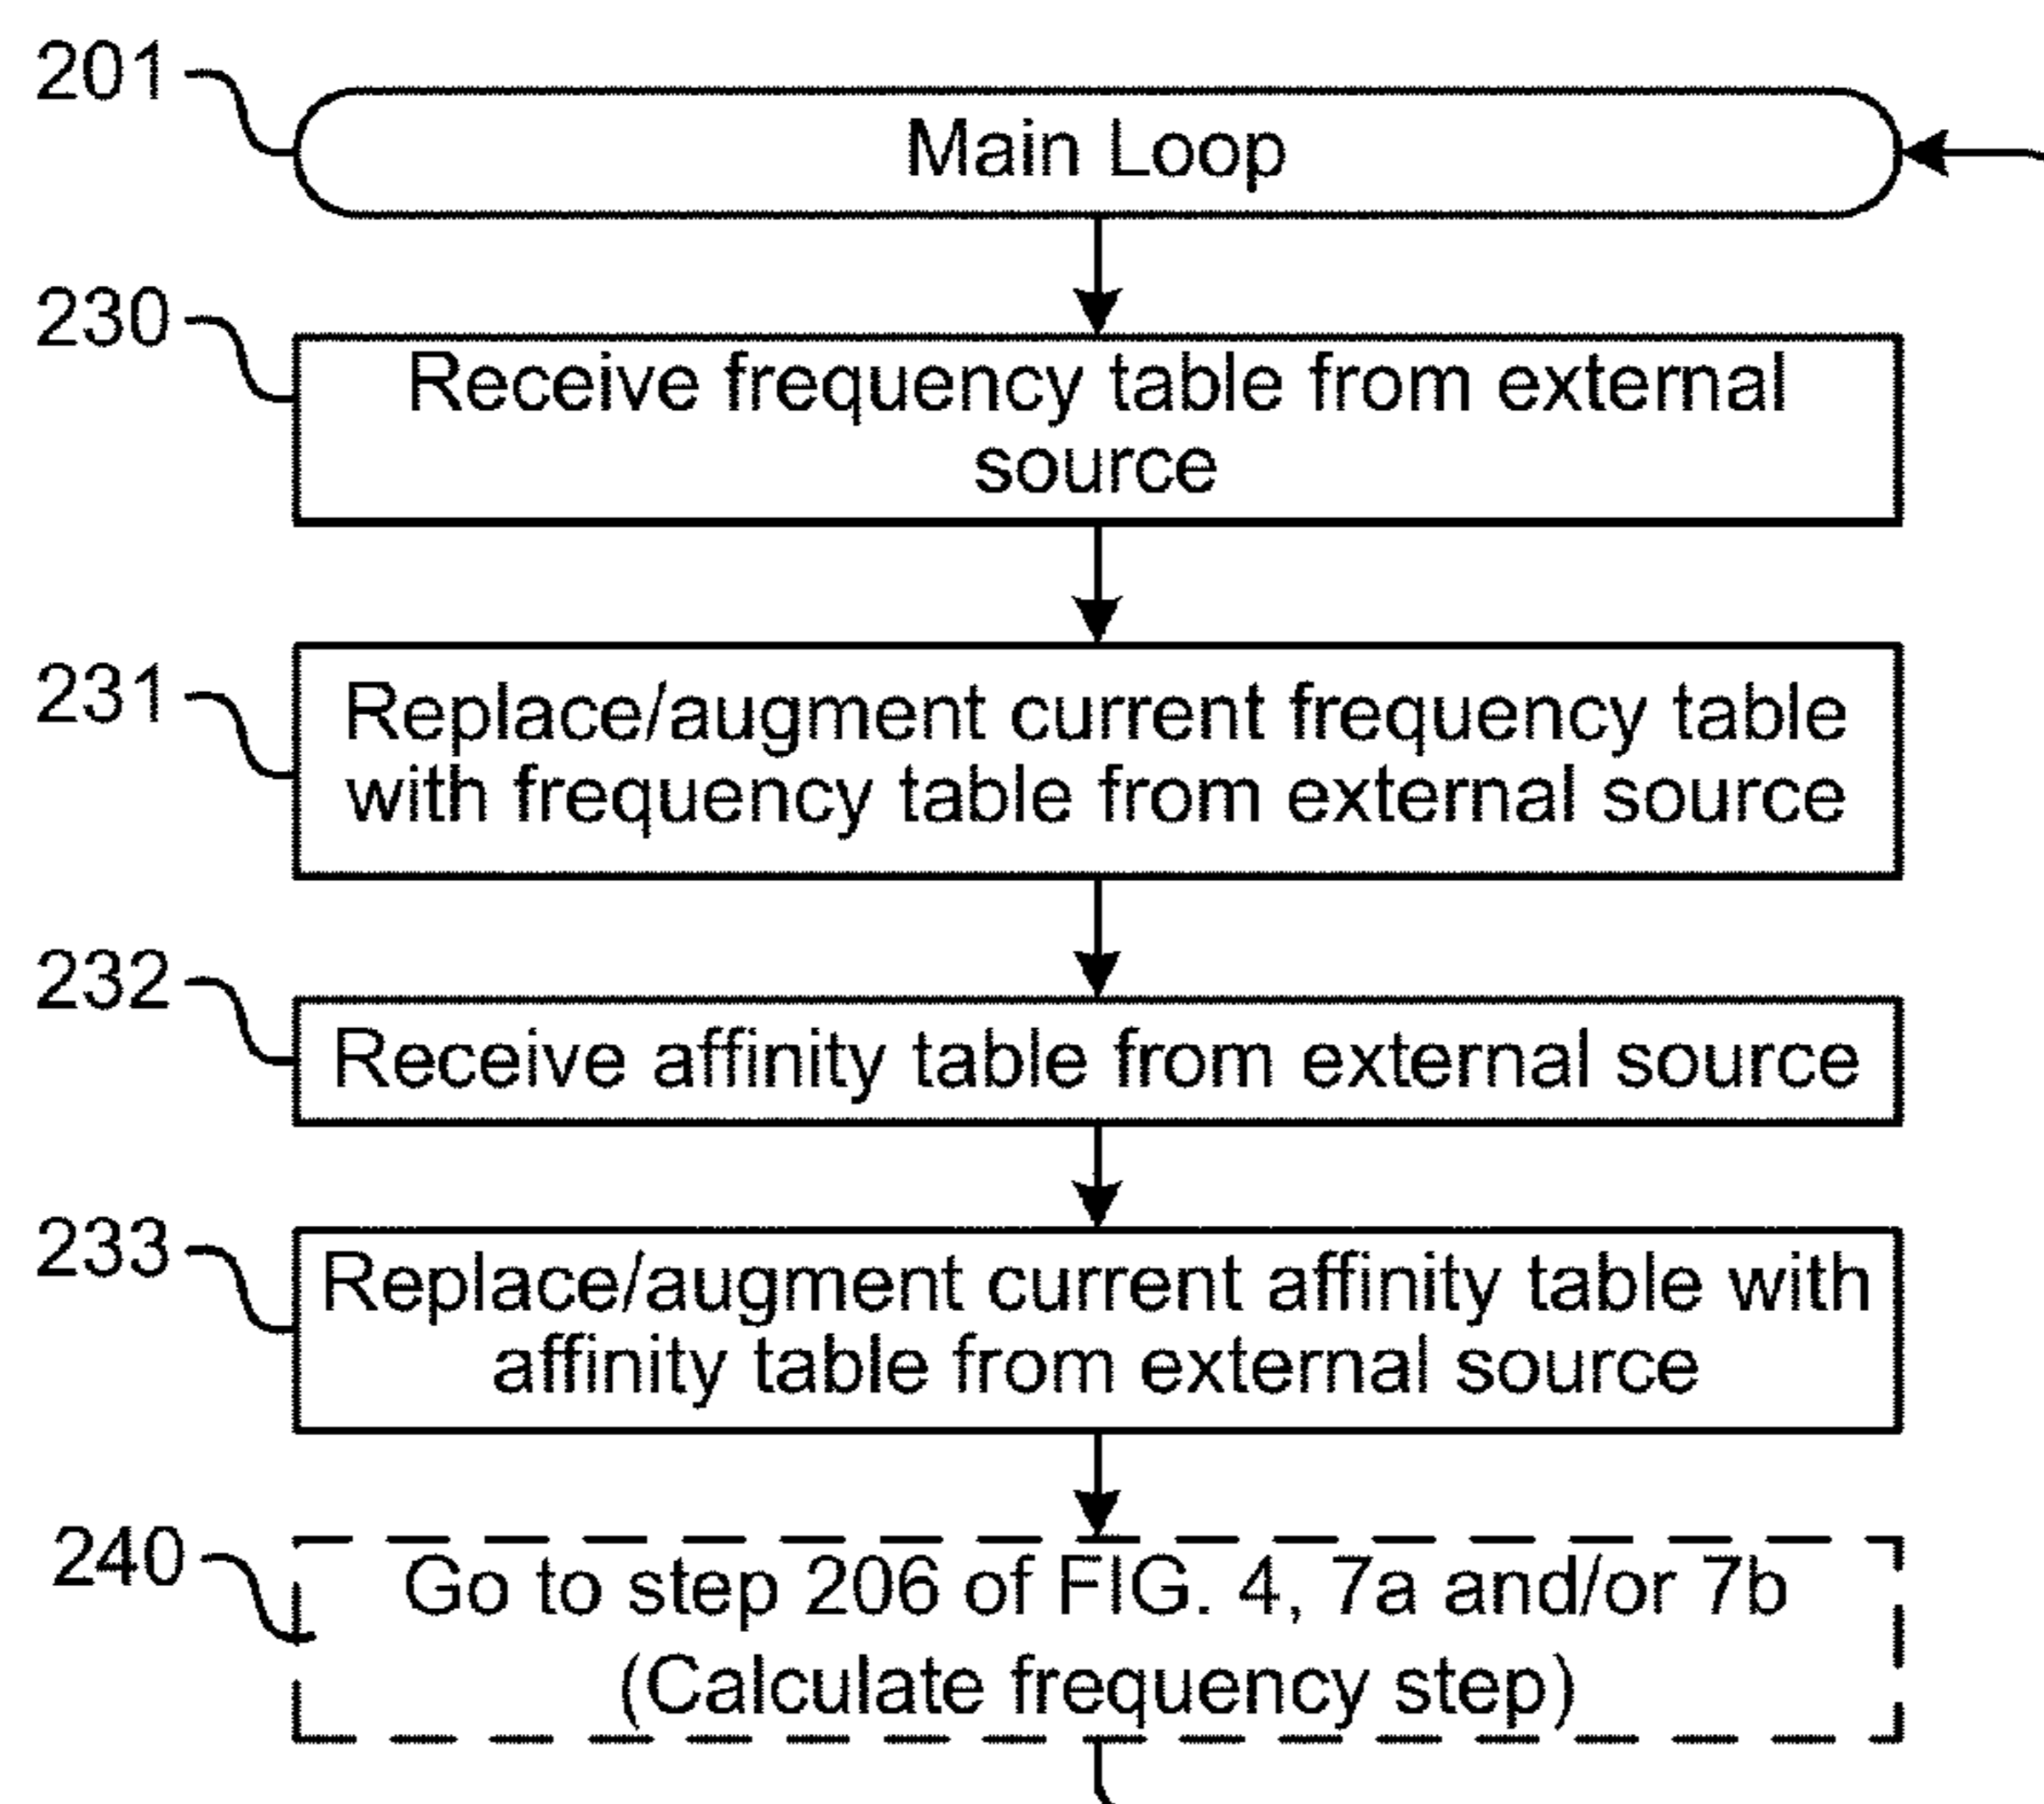 201
Main Loop
230
Receive frequency table from external
source
231
Replace/augment current frequency table
with frequency table from external source
232
Receive affinity table from external source
233
Replace/augment current affinity table with
affinity table from external source
240
Go to step 206 of FIG. 4, 7a and/or 7b
(Calculate frequency step)